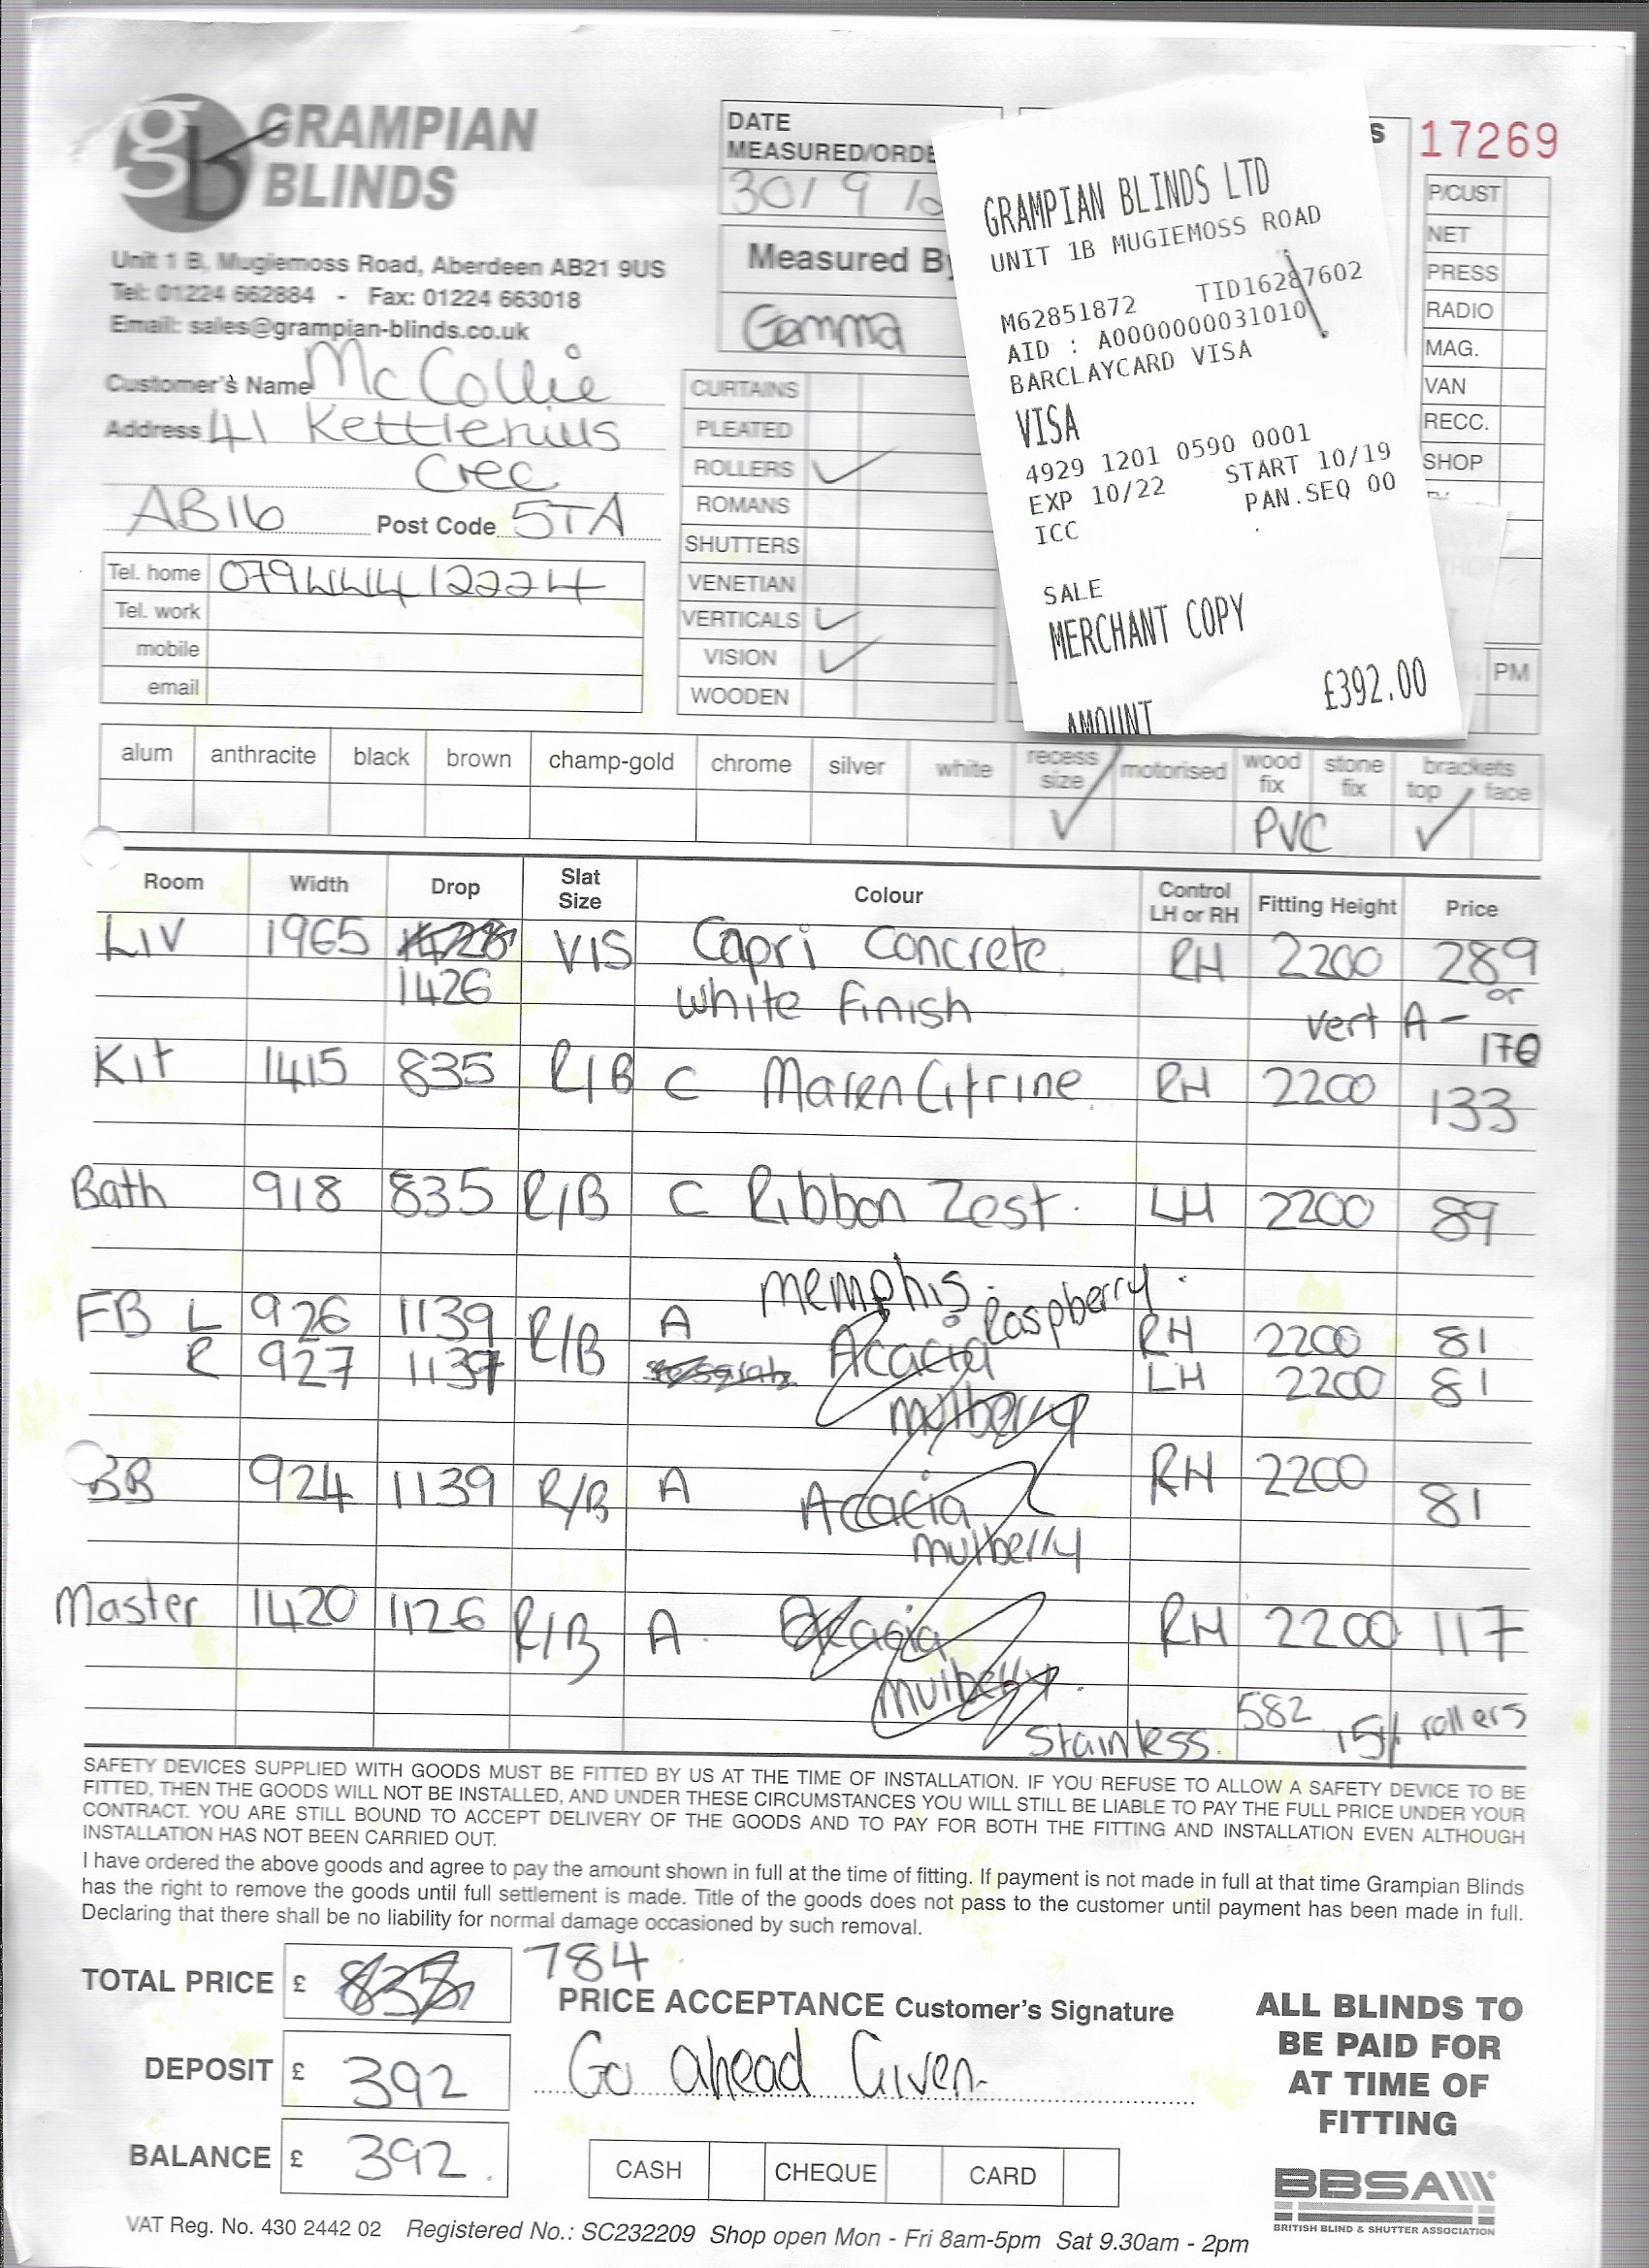 GRAMPIAN
BLINDS
Unit 1 B, Mugiemoss Road, Aberdeen AB21 9US
Tel: 01224 662884 - Fax: 01224 663018
Email: sales@grampian-blinds.co.uk
Customer's Name McCollie
Address 41 Kettlehills
Cres
AB16 Post Code 5TA
Tel. home 07944412224
Tel. work
mobile
email
DATE
MEASURED/ORDE
30/9/
Measured By
Gemma
CURTAINS
PLEATED
ROLLERS ✓
ROMANS
SHUTTERS
VENETIAN
VERTICALS ✓
VISION ✓
WOODEN
GRAMPIAN BLINDS LTD
UNIT 1B MUGIEMOSS ROAD
M62851872 TID16287602
AID : A0000000031010
BARCLAYCARD VISA
VISA
4929 1201 0590 0001
EXP 10/22 START 10/19
ICC PAN.SEQ 00
SALE
MERCHANT COPY
AMOUNT £392.00
S 17269
P/CUST
NET
PRESS
RADIO
MAG.
VAN
RECC.
SHOP
PM
alum anthracite black brown champ-gold chrome silver white recess size motorised wood fix stone fix brackets top face
✓ PVC ✓
Room Width Drop Slat Size Colour Control LH or RH Fitting Height Price
Liv 1965 1428 VIS Capri Concrete RH 2200 289
1426 White Finish or
vert A - 170
Kit 1415 835 R/B C Maren Citrine RH 2200 133
Bath 918 835 R/B C Ribbon Zest. LH 2200 89
memphis raspberry
FB L 926 1139 R/B A Acacia RH 2200 81
R 927 1137 LH 2200 81
mulberry
BB 924 1139 R/B A Acacia RH 2200 81
mulberry
Master 1420 1126 R/B A Acacia RH 2200 117
mulberry
Stainless. 582 15% rollers
SAFETY DEVICES SUPPLIED WITH GOODS MUST BE FITTED BY US AT THE TIME OF INSTALLATION. IF YOU REFUSE TO ALLOW A SAFETY DEVICE TO BE
FITTED, THEN THE GOODS WILL NOT BE INSTALLED, AND UNDER THESE CIRCUMSTANCES YOU WILL STILL BE LIABLE TO PAY THE FULL PRICE UNDER YOUR
CONTRACT. YOU ARE STILL BOUND TO ACCEPT DELIVERY OF THE GOODS AND TO PAY FOR BOTH THE FITTING AND INSTALLATION EVEN ALTHOUGH
INSTALLATION HAS NOT BEEN CARRIED OUT.
I have ordered the above goods and agree to pay the amount shown in full at the time of fitting. If payment is not made in full at that time Grampian Blinds
has the right to remove the goods until full settlement is made. Title of the goods does not pass to the customer until payment has been made in full.
Declaring that there shall be no liability for normal damage occasioned by such removal.
TOTAL PRICE £ 838 784
PRICE ACCEPTANCE Customer's Signature
DEPOSIT £ 392 Go ahead Given
BALANCE £ 392.
CASH CHEQUE CARD
ALL BLINDS TO
BE PAID FOR
AT TIME OF
FITTING
BBSA
BRITISH BLIND & SHUTTER ASSOCIATION
VAT Reg. No. 430 2442 02 Registered No.: SC232209 Shop open Mon - Fri 8am-5pm Sat 9.30am - 2pm